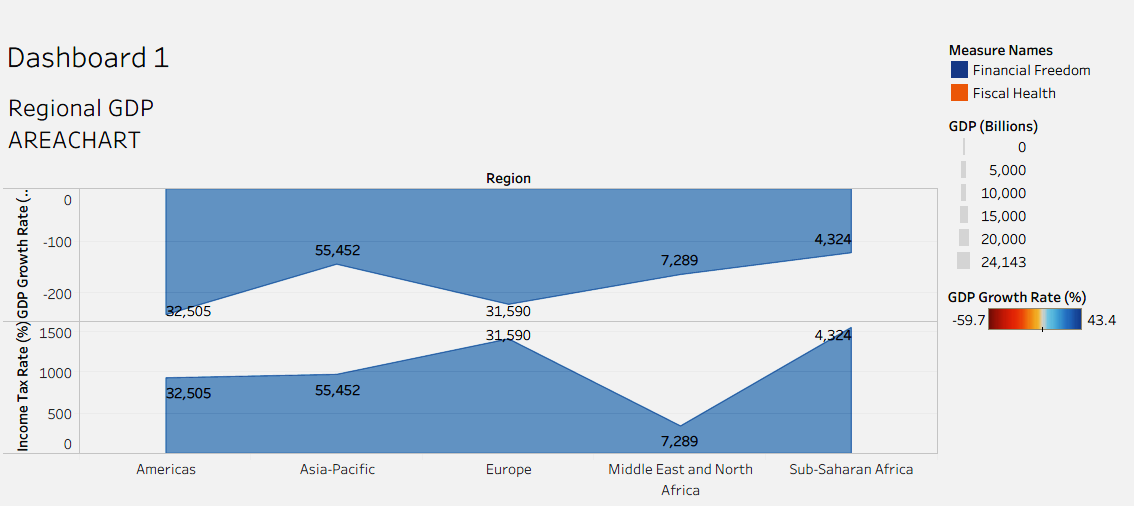 Dashboard 1
Regional GDP
AREACHART
Region
GDP Growth Rate (..
0
-100
-200
32,505
55,452
31,590
7,289
4,324
Income Tax Rate (%)
1500
1000
500
0
32,505
55,452
31,590
7,289
4,324
Americas
Asia-Pacific
Europe
Middle East and North
Africa
Sub-Saharan Africa
Measure Names
Financial Freedom
Fiscal Health
GDP (Billions)
0
5,000
10,000
15,000
20,000
24,143
GDP Growth Rate (%)
-59.7
43.4